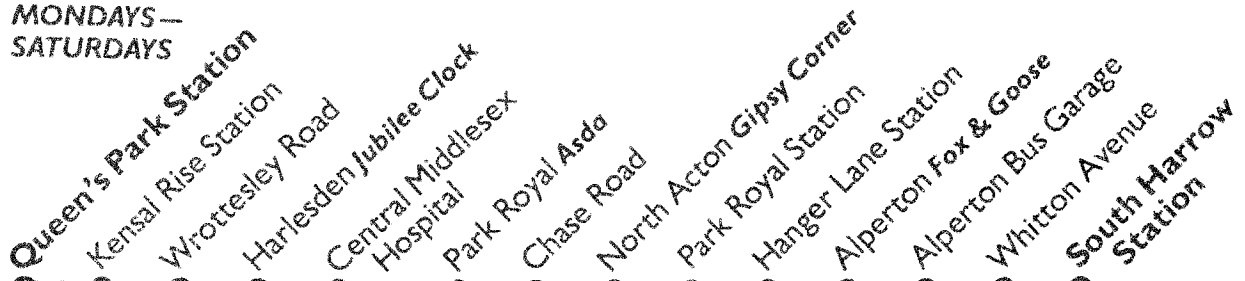 MONDAYS—
SATURDAYS
Queen's Park Station
Kensal Rise Station
Wrottesley Road
Harlesden Jubilee Clock
Central Middlesex
Hospital
Park Royal Asda
Chase Road
North Acton Gipsy Corner
Park Royal Station
Hanger Lane Station
Alperton Fox & Goose
Alperton Bus Garage
Whitton Avenue
South Harrow
Station